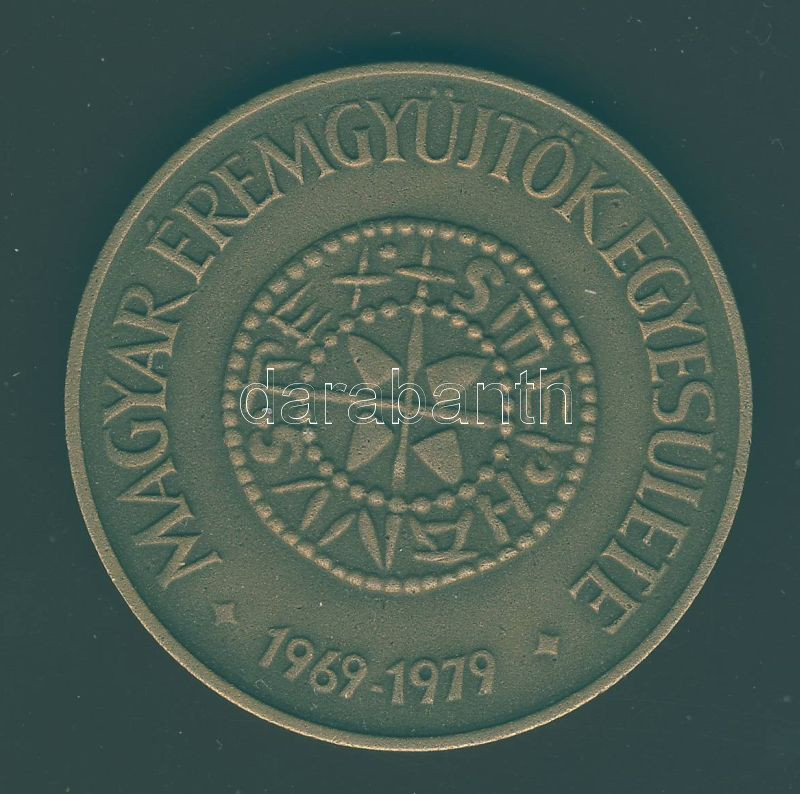 MAGYAR ÉREMGYŰJTŐK EGYESÜLETE
1969-1979
darabanth